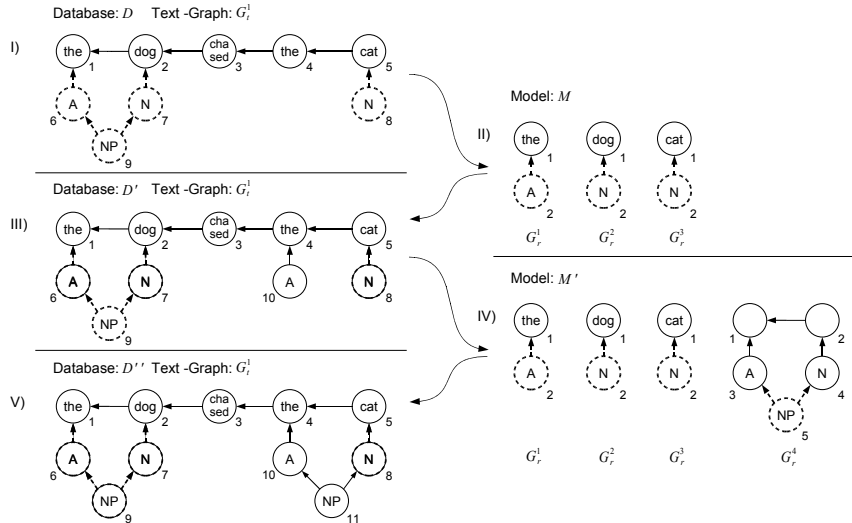 Database: D Text -Graph: G_t^1
I)
the dog cha sed the cat
1 2 3 4 5
A N N
6 7 8
NP
9
Model: M
II)
the dog cat
1 1 1
A N N
2 2 2
G_r^1 G_r^2 G_r^3
Database: D′ Text -Graph: G_t^1
III)
the dog cha sed the cat
1 2 3 4 5
A N A N
6 7 10 8
NP
9
Model: M′
IV)
the dog cat
1 1 1 1 2
A N N A N
2 2 2 3 4
NP
5
G_r^1 G_r^2 G_r^3 G_r^4
Database: D′′ Text -Graph: G_t^1
V)
the dog cha sed the cat
1 2 3 4 5
A N A N
6 7 10 8
NP NP
9 11